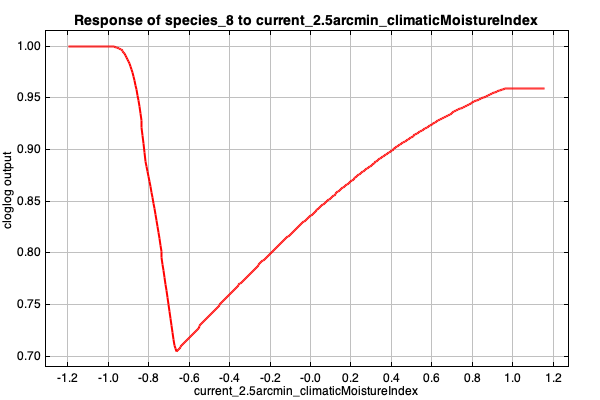 Response of species_8 to current_2.5arcmin_climaticMoistureIndex
cloglog output
1.00
0.95
0.90
0.85
0.80
0.75
0.70
-1.2 -1.0 -0.8 -0.6 -0.4 -0.2 -0.0 0.2 0.4 0.6 0.8 1.0 1.2
current_2.5arcmin_climaticMoistureIndex